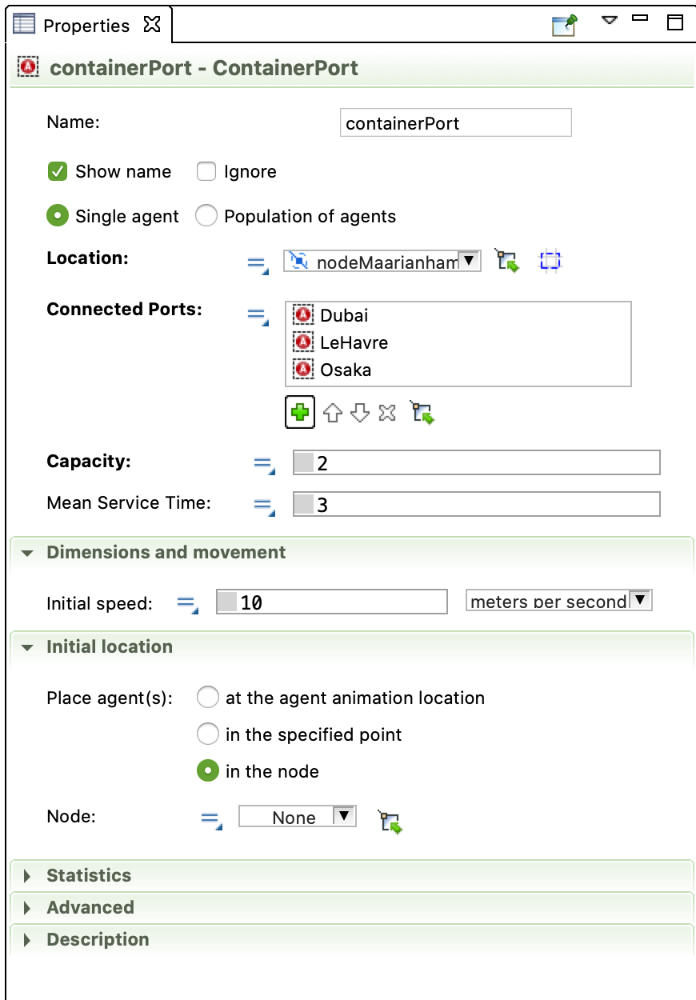 Properties
containerPort - ContainerPort
Name: containerPort
Show name Ignore
Single agent Population of agents
Location: nodeMaarianham
Connected Ports: Dubai
LeHavre
Osaka
Capacity: 2
Mean Service Time: 3
Dimensions and movement
Initial speed: 10 meters per second
Initial location
Place agent(s): at the agent animation location
in the specified point
in the node
Node: None
Statistics
Advanced
Description